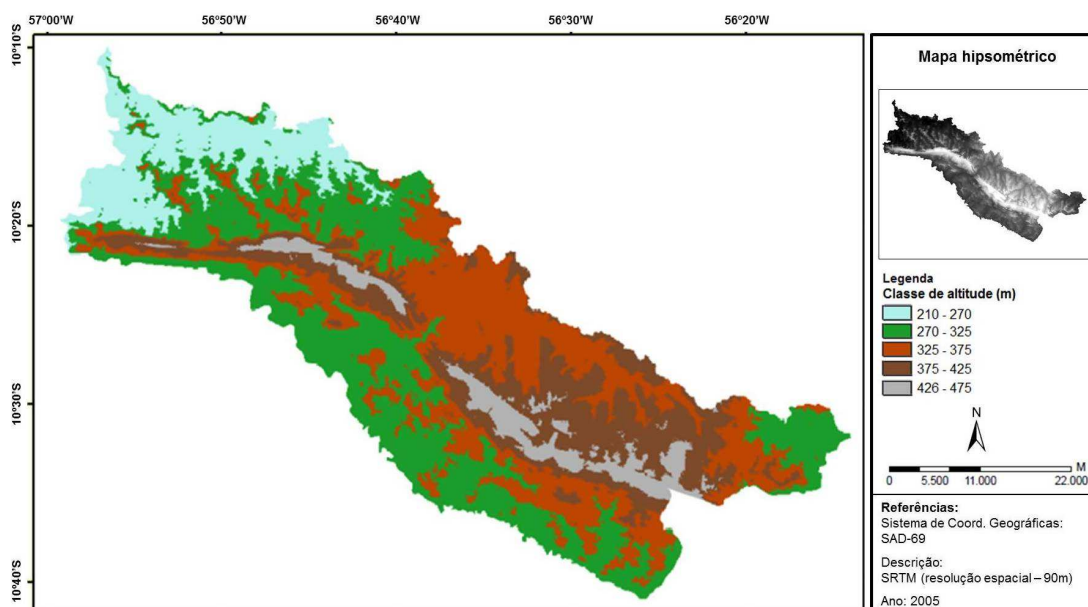 57°00'W 56°50'W 56°40'W 56°30'W 56°20'W
10°10'S
10°20'S
10°30'S
10°40'S
Mapa hipsométrico
Legenda
Classe de altitude (m)
210 - 270
270 - 325
325 - 375
375 - 425
426 - 475
N
M
0 5.500 11.000 22.000
Referências:
Sistema de Coord. Geográficas:
SAD-69
Descrição:
SRTM (resolução espacial – 90m)
Ano: 2005